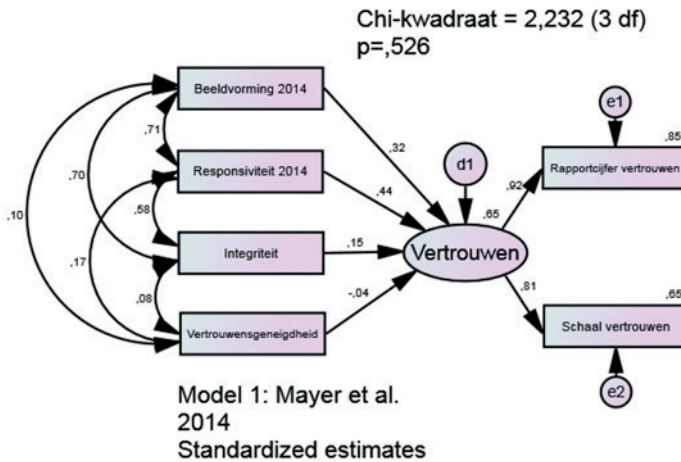 Chi-kwadraat = 2,232 (3 df)
p=,526
Beeldvorming 2014
Responsiviteit 2014
Integriteit
Vertrouwensgeneigdheid
,71
,70
,58
,10
,17
,08
,32
,44
,15
-,04
d1
,65
Vertrouwen
,92
,81
e1
,85
Rapportcijfer vertrouwen
,65
Schaal vertrouwen
e2
Model 1: Mayer et al.
2014
Standardized estimates